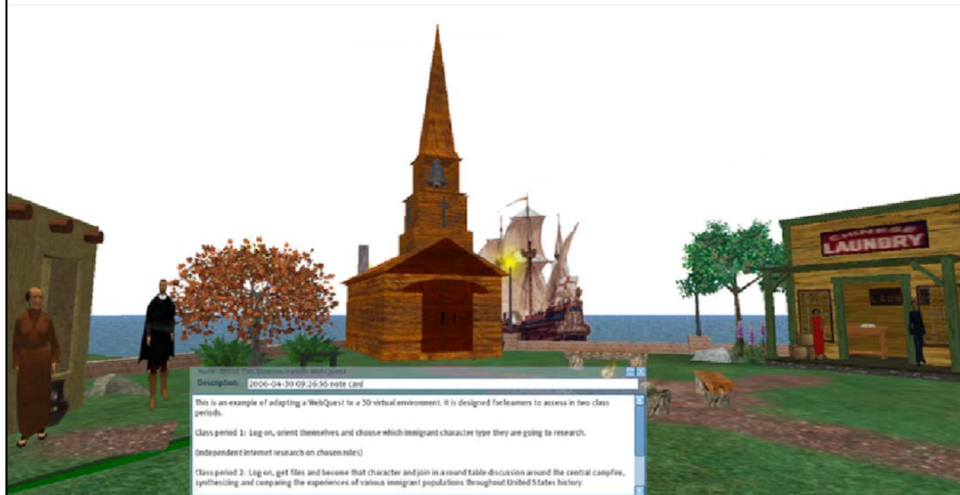 CHINESE
LAUNDRY
Description: 2006-04-30 09:26:56 note card
This is an example of adapting a WebQuest to a 3D virtual environment. It is designed for learners to access in two class
periods.
Class period 1: Log on, orient themselves and choose which immigrant character type they are going to research.
(independent internet research on chosen roles)
Class period 2: Log on, get files and become that character and join in a round table discussion around the central campfire,
synthesizing and comparing the experiences of various immigrant populations throughout United States history.